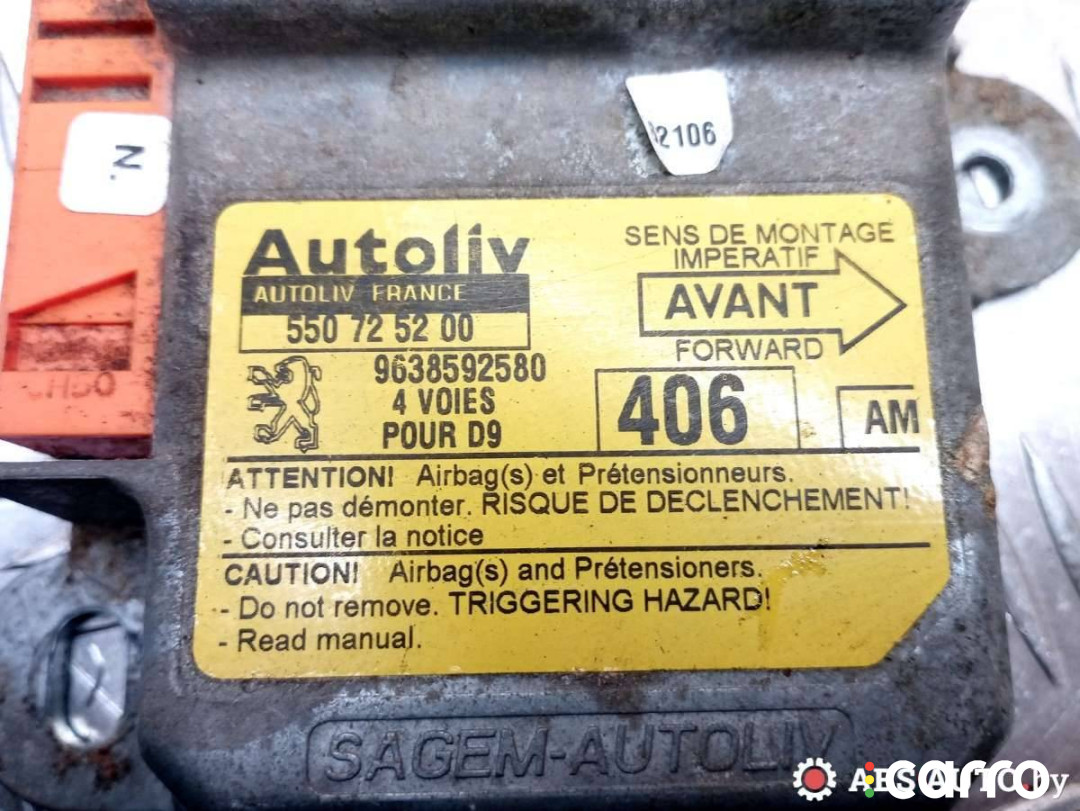 2106
N.
Autoliv
AUTOLIV FRANCE
550 72 52 00
9638592580
4 VOIES
POUR D9
SENS DE MONTAGE
IMPERATIF
AVANT
FORWARD
406
AM
ATTENTION! Airbag(s) et Prétensionneurs.
- Ne pas démonter. RISQUE DE DECLENCHEMENT!
- Consulter la notice
CAUTION! Airbag(s) and Prétensioners.
- Do not remove. TRIGGERING HAZARD!
- Read manual.
SAGEM-AUTOLIV
carro